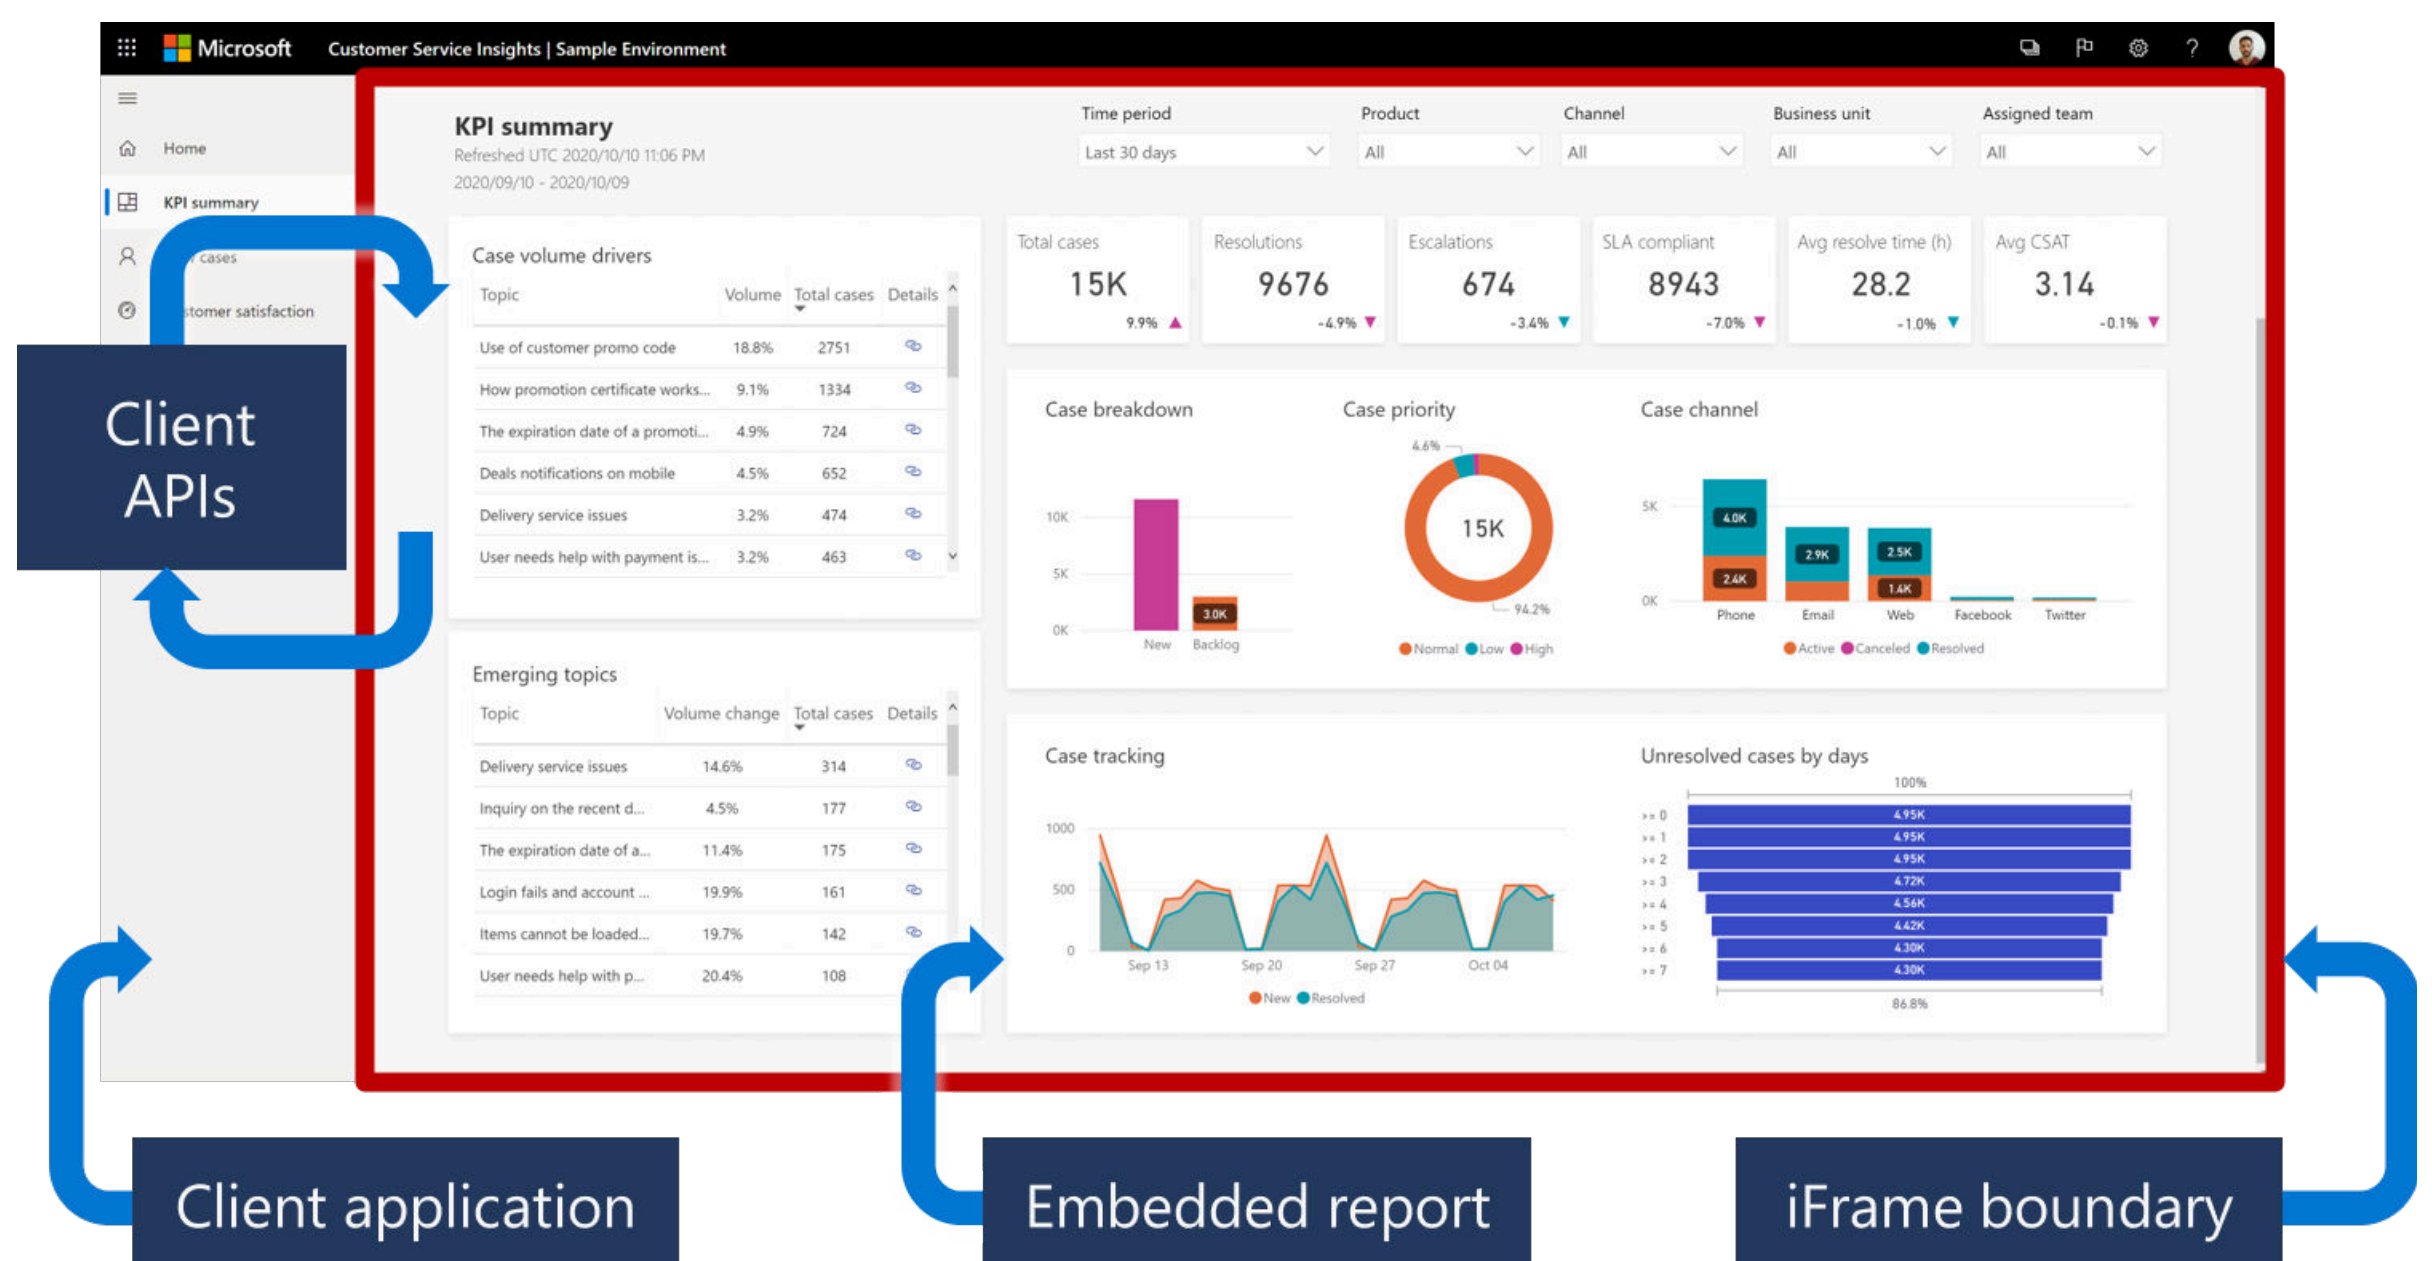 Microsoft
Customer Service Insights | Sample Environment
?
Home
KPI summary
cases
stomer satisfaction
Client
APIs
KPI summary
Refreshed UTC 2020/10/10 11:06 PM
2020/09/10 - 2020/10/09
Time period
Last 30 days
Product
All
Channel
All
Business unit
All
Assigned team
All
Case volume drivers
Topic Volume Total cases Details
Use of customer promo code 18.8% 2751
How promotion certificate works... 9.1% 1334
The expiration date of a promoti... 4.9% 724
Deals notifications on mobile 4.5% 652
Delivery service issues 3.2% 474
User needs help with payment is... 3.2% 463
Emerging topics
Topic Volume change Total cases Details
Delivery service issues 14.6% 314
Inquiry on the recent d... 4.5% 177
The expiration date of a... 11.4% 175
Login fails and account ... 19.9% 161
Items cannot be loaded... 19.7% 142
User needs help with p... 20.4% 108
Total cases
15K
9.9%
Resolutions
9676
-4.9%
Escalations
674
-3.4%
SLA compliant
8943
-7.0%
Avg resolve time (h)
28.2
-1.0%
Avg CSAT
3.14
-0.1%
Case breakdown
10K
5K
0K
3.0K
New Backlog
Case priority
4.6%
15K
94.2%
Normal Low High
Case channel
5K
0K
4.0K
2.4K
2.9K
2.5K
1.4K
Phone Email Web Facebook Twitter
Active Canceled Resolved
Case tracking
1000
500
0
Sep 13 Sep 20 Sep 27 Oct 04
New Resolved
Unresolved cases by days
100%
>= 0 4.95K
>= 1 4.95K
>= 2 4.95K
>= 3 4.72K
>= 4 4.56K
>= 5 4.42K
>= 6 4.30K
>= 7 4.30K
86.8%
Client application
Embedded report
iFrame boundary